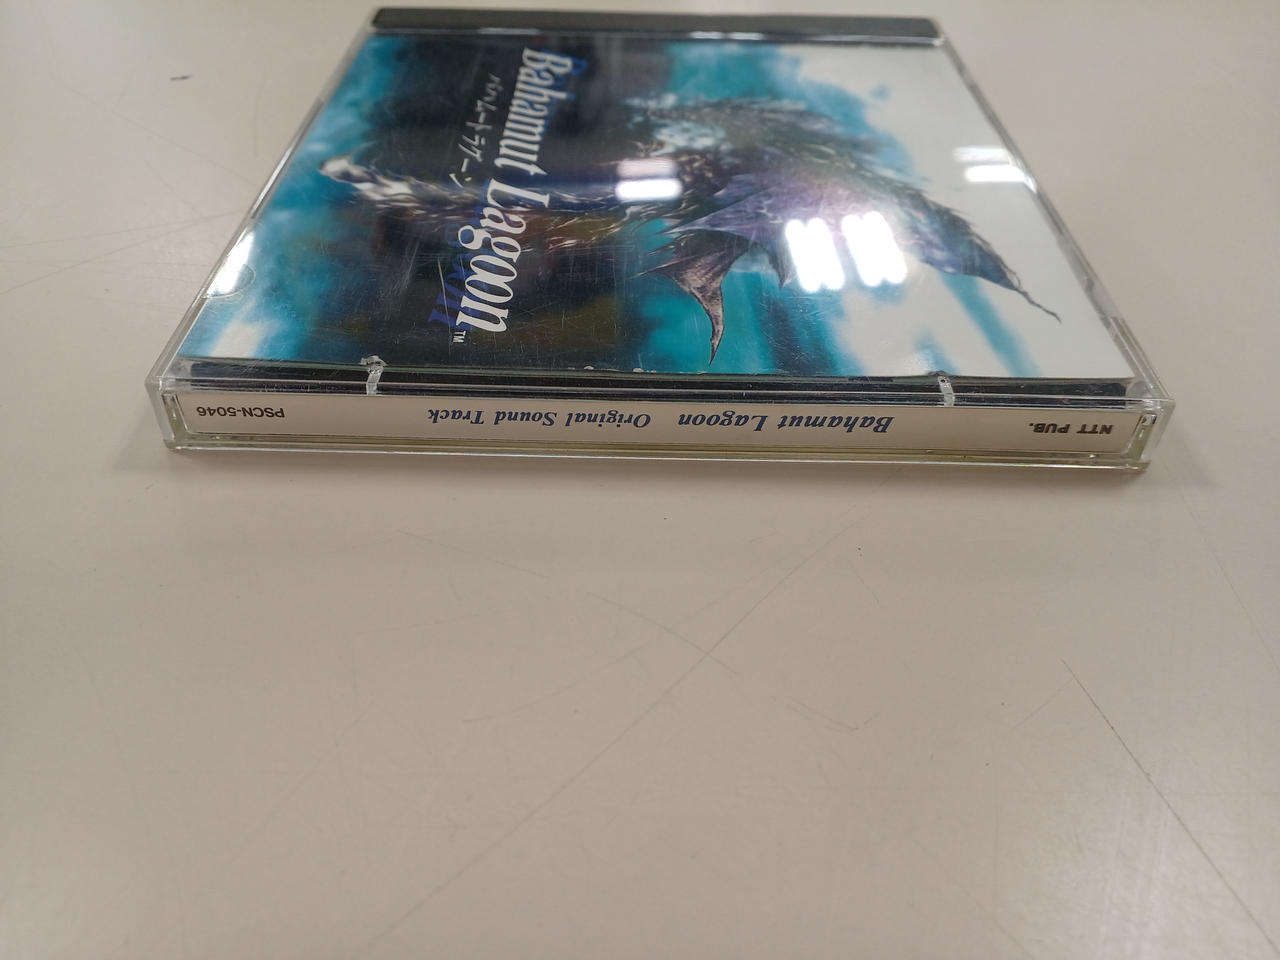 Bahamut Lagoon™
バハムートラグーン
NTT PUB.
Bahamut Lagoon Original Sound Track
PSCN-5046